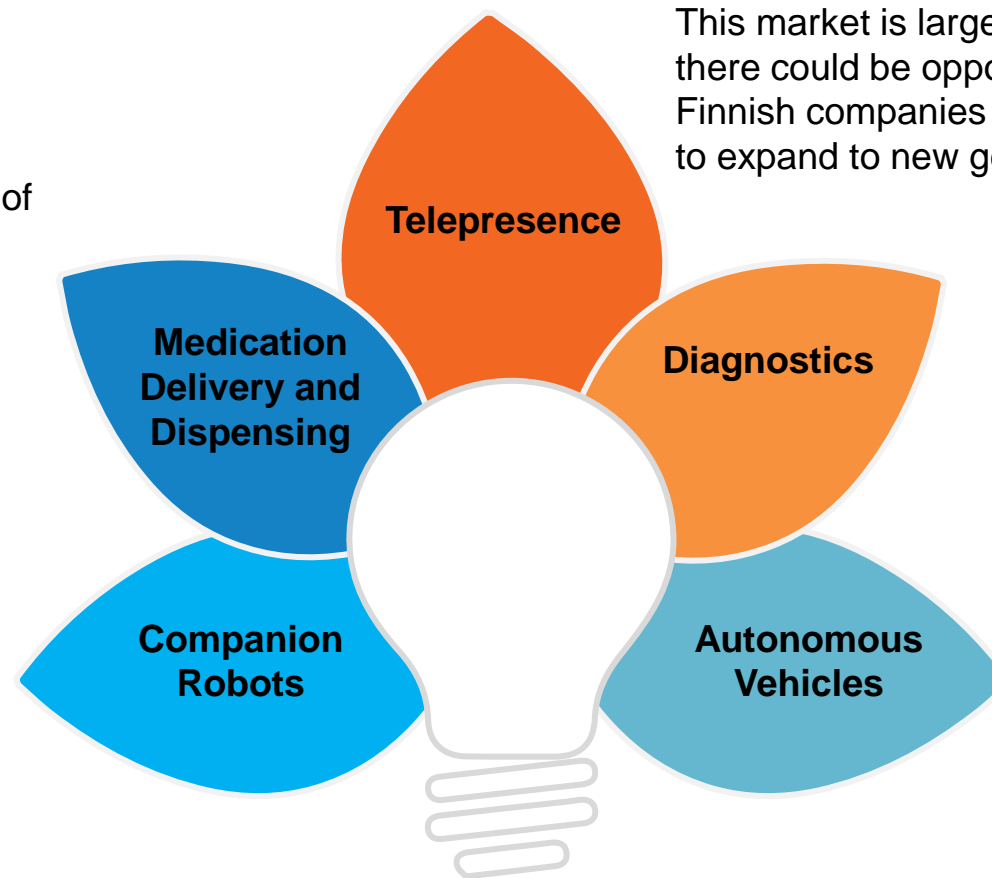 This market is large
there could be oppo
Finnish companies
to expand to new g
of
Telepresence
Medication
Delivery and
Dispensing
Diagnostics
Companion
Robots
Autonomous
Vehicles